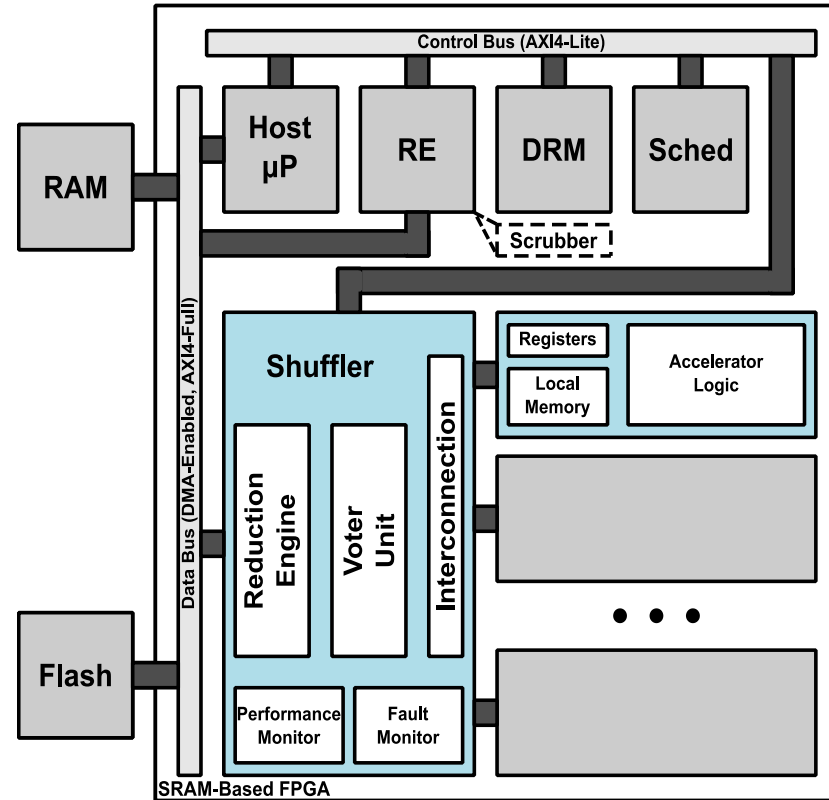 Control Bus (AXI4-Lite)
Host
µP
RE
DRM
Sched
RAM
Scrubber
Data Bus (DMA-Enabled, AXI4-Full)
Shuffler
Registers
Local
Memory
Accelerator
Logic
Reduction
Engine
Voter
Unit
Interconnection
Flash
Performance
Monitor
Fault
Monitor
SRAM-Based FPGA